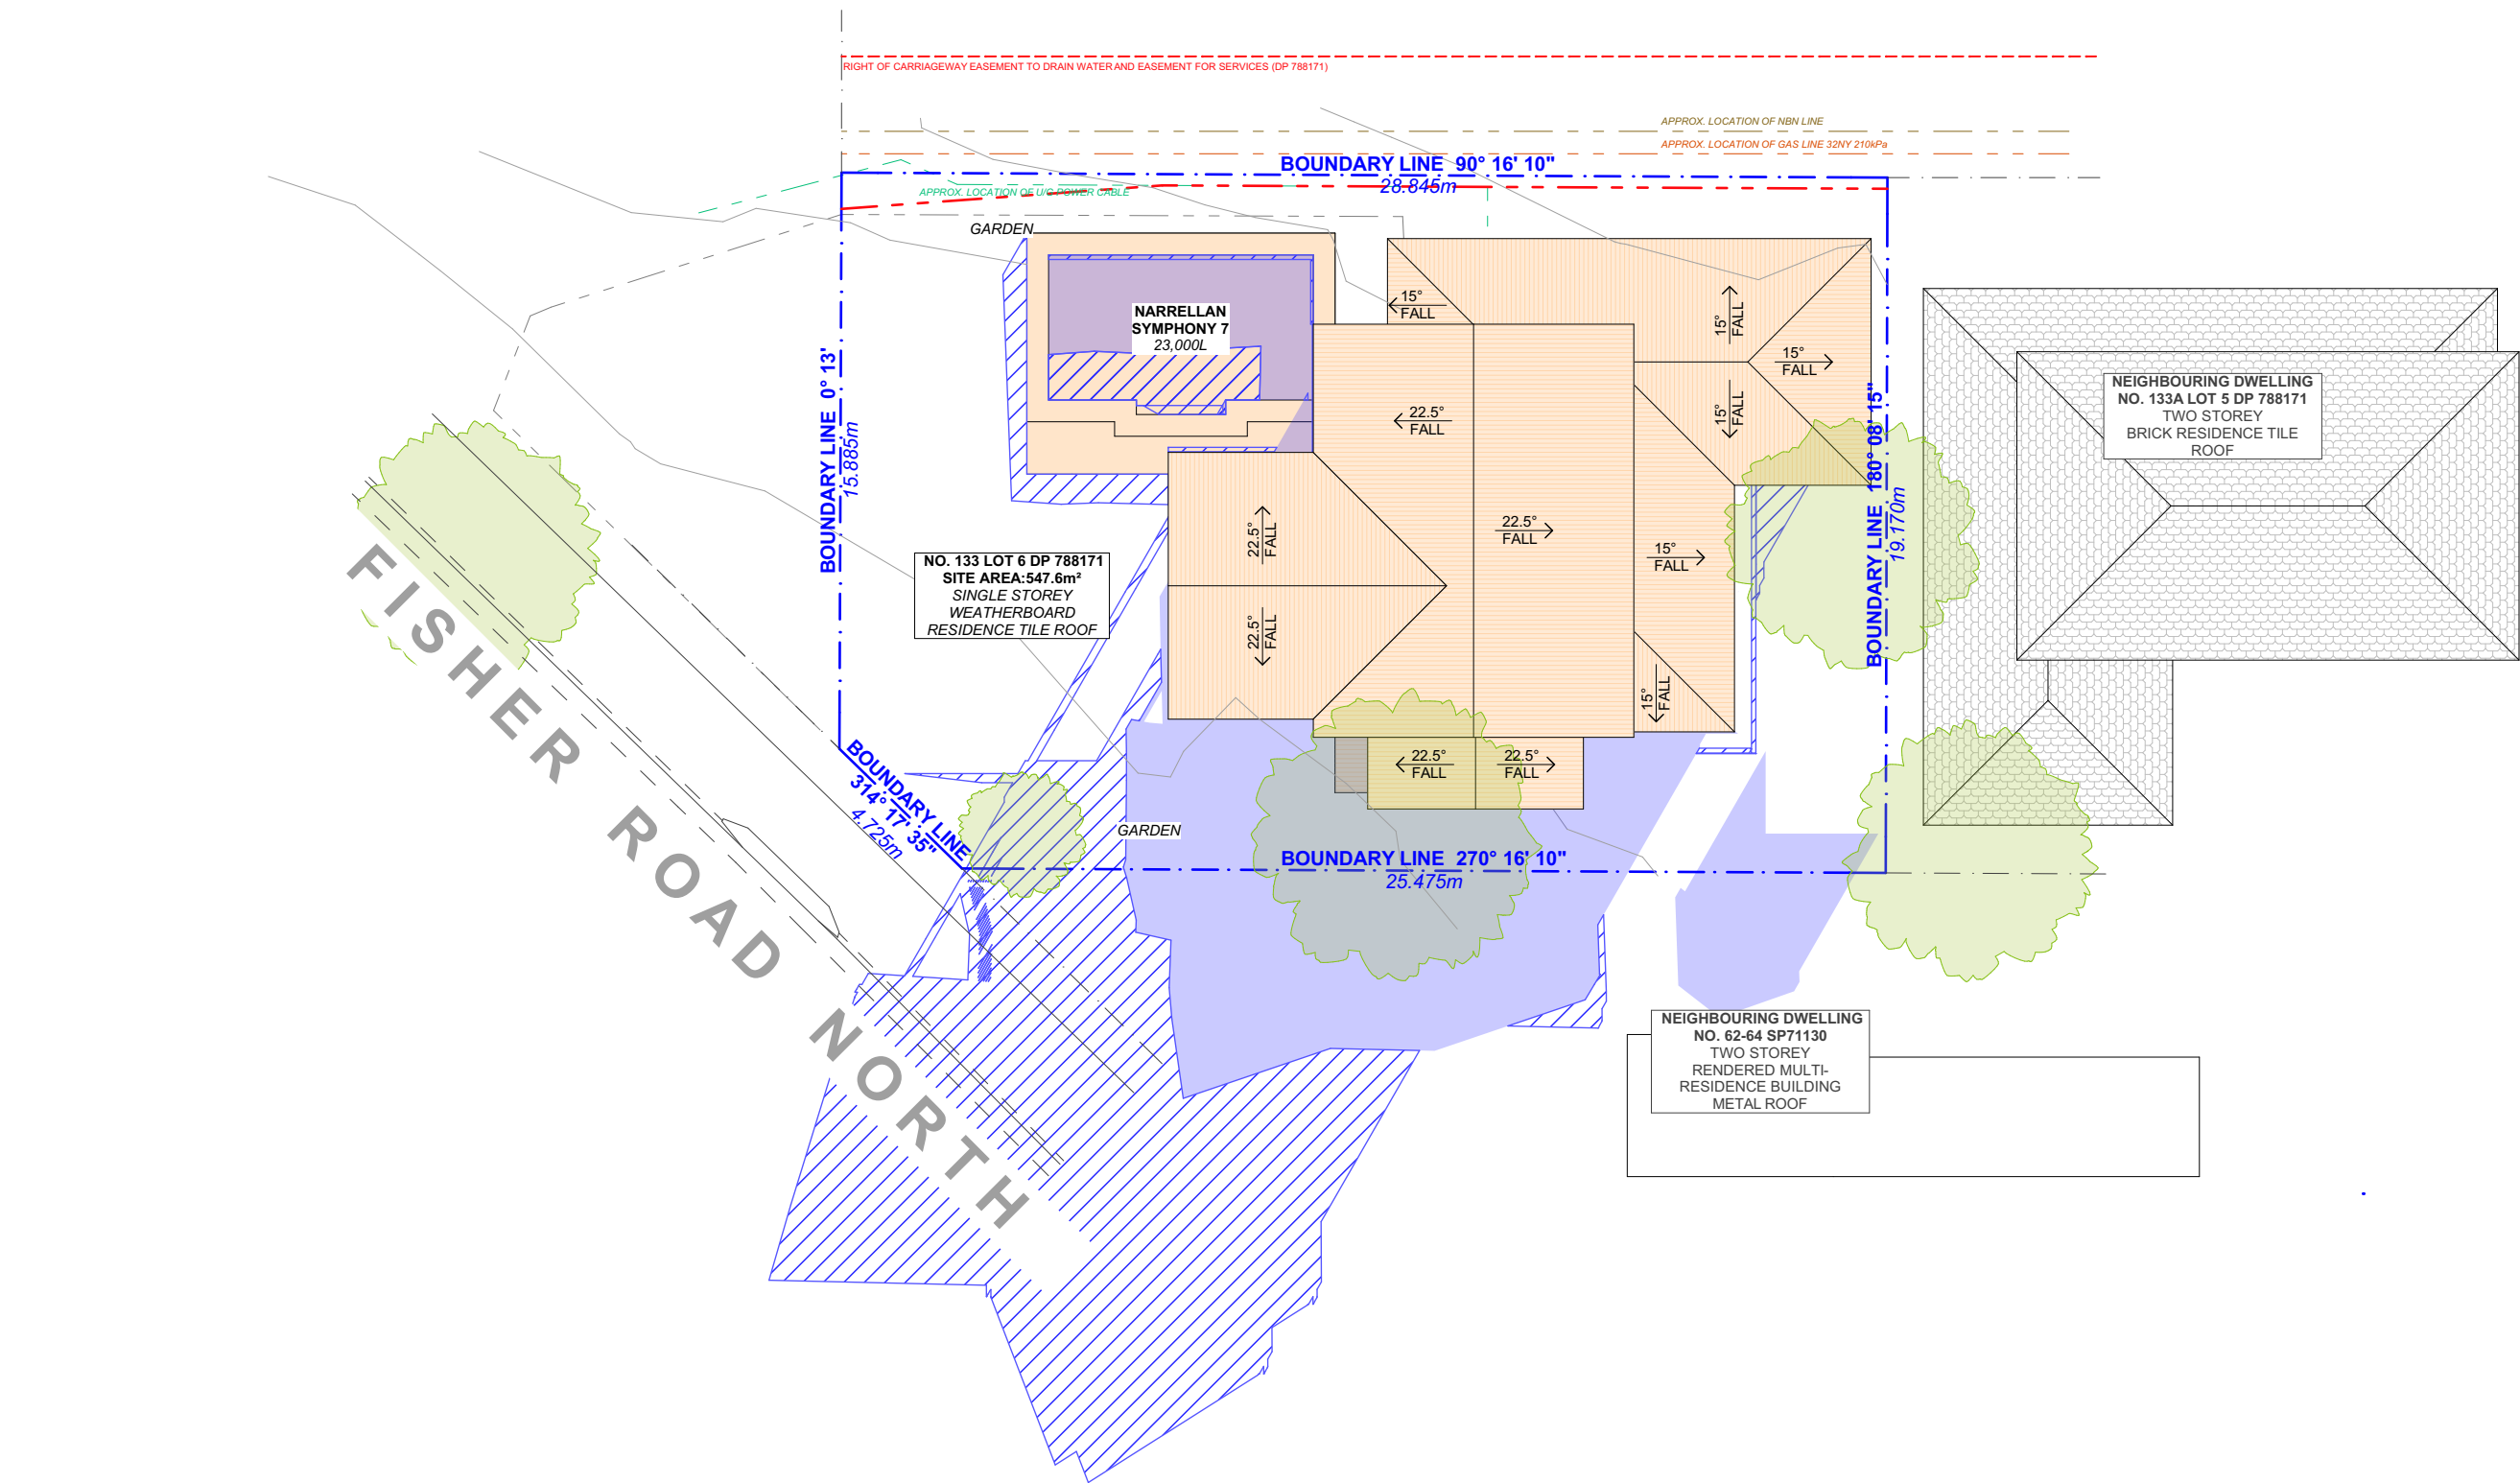 RIGHT OF CARRIAGEWAY EASEMENT TO DRAIN WATER AND EASEMENT FOR SERVICES (DP 788171)
APPROX. LOCATION OF NBN LINE
APPROX. LOCATION OF GAS LINE 32NY 210kPa
BOUNDARY LINE 90° 16' 10"
28.845m
APPROX. LOCATION OF U/G POWER CABLE
GARDEN
NARRELLAN
SYMPHONY 7
23,000L
15°
FALL
15°
FALL
15°
FALL
15°
FALL
22.5°
FALL
BOUNDARY LINE 0° 13'
15.885m
NEIGHBOURING DWELLING
NO. 133A LOT 5 DP 788171
TWO STOREY
BRICK RESIDENCE TILE
ROOF
BOUNDARY LINE 180° 08' 15"
19.170m
22.5°
FALL
22.5°
FALL
15°
FALL
NO. 133 LOT 6 DP 788171
SITE AREA:547.6m²
SINGLE STOREY
WEATHERBOARD
RESIDENCE TILE ROOF
22.5°
FALL
15°
FALL
22.5°
FALL
22.5°
FALL
BOUNDARY LINE
314° 17' 35"
4.725m
GARDEN
BOUNDARY LINE 270° 16' 10"
25.475m
FISHER ROAD NORTH
NEIGHBOURING DWELLING
NO. 62-64 SP71130
TWO STOREY
RENDERED MULTI-
RESIDENCE BUILDING
METAL ROOF